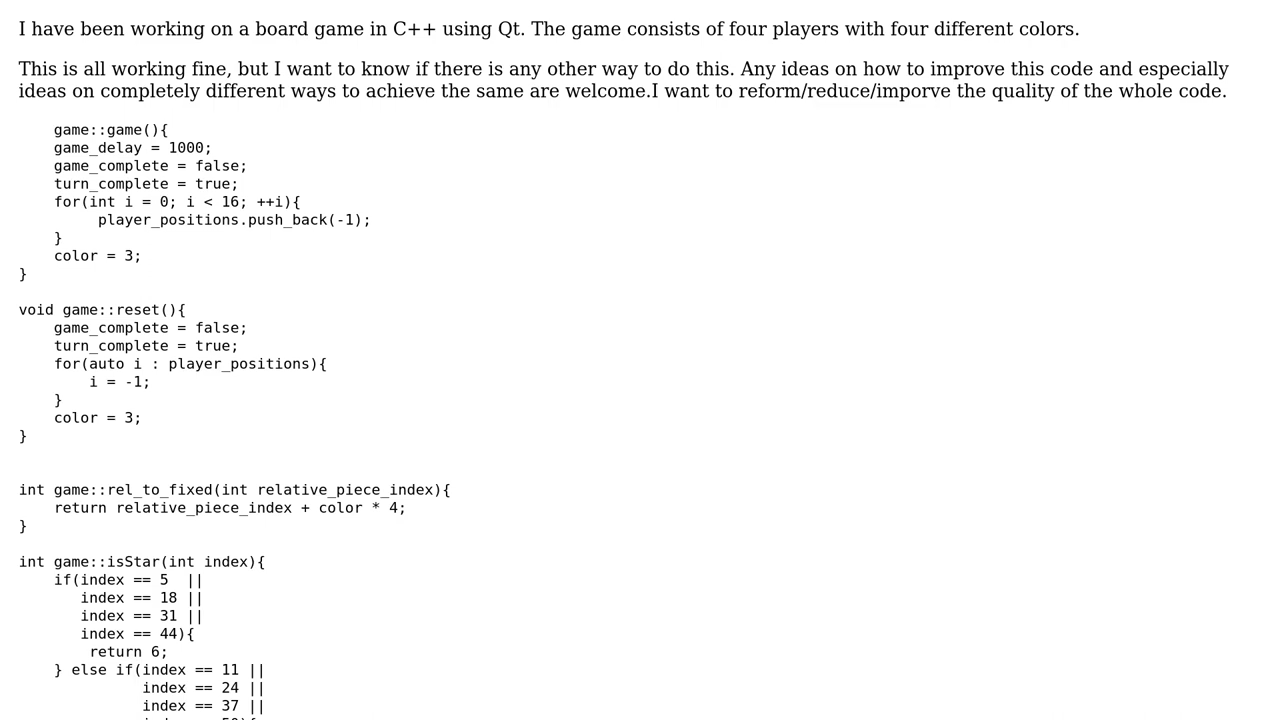 I have been working on a board game in C++ using Qt. The game consists of four players with four different colors.
This is all working fine, but I want to know if there is any other way to do this. Any ideas on how to improve this code and especially
ideas on completely different ways to achieve the same are welcome.I want to reform/reduce/imporve the quality of the whole code.
    game::game(){
    game_delay = 1000;
    game_complete = false;
    turn_complete = true;
    for(int i = 0; i < 16; ++i){
         player_positions.push_back(-1);
    }
    color = 3;
}
void game::reset(){
    game_complete = false;
    turn_complete = true;
    for(auto i : player_positions){
        i = -1;
    }
    color = 3;
}
int game::rel_to_fixed(int relative_piece_index){
    return relative_piece_index + color * 4;
}
int game::isStar(int index){
    if(index == 5  ||
       index == 18 ||
       index == 31 ||
       index == 44){
        return 6;
    } else if(index == 11 ||
              index == 24 ||
              index == 37 ||